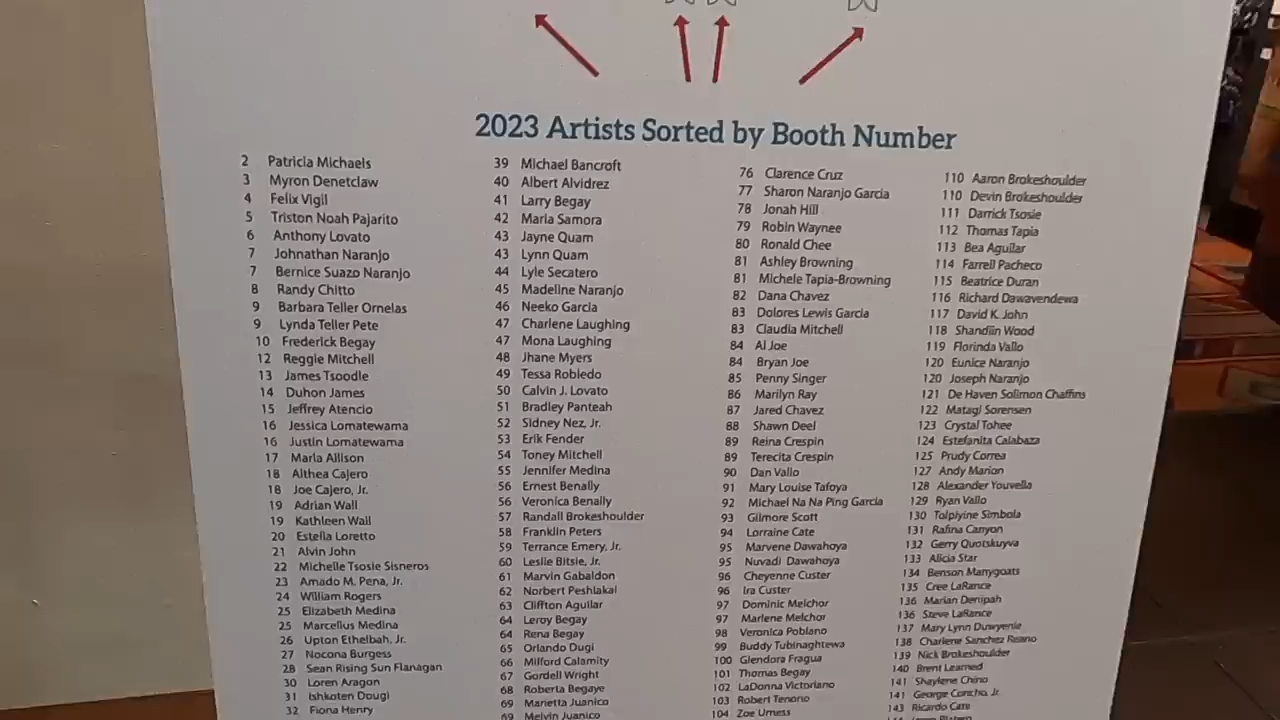 2023 Artists Sorted by Booth Number
2 Patricia Michaels
3 Myron Denetclaw
4 Felix Vigil
5 Triston Noah Pajarito
6 Anthony Lovato
7 Johnathan Naranjo
7 Bernice Suazo Naranjo
8 Randy Chitto
9 Barbara Teller Ornelas
9 Lynda Teller Pete
10 Frederick Begay
12 Reggie Mitchell
13 James Tsoodle
14 Duhon James
15 Jeffrey Atencio
16 Jessica Lomatewama
16 Justin Lomatewama
17 Marla Allison
18 Althea Cajero
18 Joe Cajero, Jr.
19 Adrian Wall
19 Kathleen Wall
20 Estella Loretto
21 Alvin John
22 Michelle Tsosie Sisneros
23 Amado M. Pena, Jr.
24 William Rogers
25 Elizabeth Medina
25 Marcellus Medina
26 Upton Ethelbah, Jr.
27 Nocona Burgess
28 Sean Rising Sun Flanagan
30 Loren Aragon
31 Ishkoten Dougi
32 Fiona Henry
39 Michael Bancroft
40 Albert Alvidrez
41 Larry Begay
42 Maria Samora
43 Jayne Quam
43 Lynn Quam
44 Lyle Secatero
45 Madeline Naranjo
46 Neeko Garcia
47 Charlene Laughing
47 Mona Laughing
48 Jhane Myers
49 Tessa Robledo
50 Calvin J. Lovato
51 Bradley Panteah
52 Sidney Nez, Jr.
53 Erik Fender
54 Toney Mitchell
55 Jennifer Medina
56 Ernest Benally
56 Veronica Benally
57 Randall Brokeshoulder
58 Franklin Peters
59 Terrance Emery, Jr.
60 Leslie Bitsie, Jr.
61 Marvin Gabaldon
62 Norbert Peshlakai
63 Cliffton Aguilar
64 Leroy Begay
64 Rena Begay
65 Orlando Dugi
66 Milford Calamity
67 Gordell Wright
68 Roberta Begaye
69 Marietta Juanico
69 Melvin Juanico
76 Clarence Cruz
77 Sharon Naranjo Garcia
78 Jonah Hill
79 Robin Waynee
80 Ronald Chee
81 Ashley Browning
81 Michele Tapia-Browning
82 Dana Chavez
83 Dolores Lewis Garcia
83 Claudia Mitchell
84 Al Joe
84 Bryan Joe
85 Penny Singer
86 Marilyn Ray
87 Jared Chavez
88 Shawn Deel
89 Reina Crespin
89 Terecita Crespin
90 Dan Vallo
91 Mary Louise Tafoya
92 Michael Na Na Ping Garcia
93 Gilmore Scott
94 Lorraine Cate
95 Marvene Dawahoya
95 Nuvadi Dawahoya
96 Cheyenne Custer
96 Ira Custer
97 Dominic Melchor
97 Marlene Melchor
98 Veronica Poblano
99 Buddy Tubinaghtewa
100 Glendora Fragua
101 Thomas Begay
102 LaDonna Victoriano
103 Robert Tenorio
104 Zoe Urness
110 Aaron Brokeshoulder
110 Devin Brokeshoulder
111 Darrick Tsosie
112 Thomas Tapia
113 Bea Aguilar
114 Farrell Pacheco
115 Beatrice Duran
116 Richard Dawavendewa
117 David K. John
118 Shandiin Wood
119 Florinda Vallo
120 Eunice Naranjo
120 Joseph Naranjo
121 De Haven Solimon Chaffins
122 Matagi Sorensen
123 Crystal Tohee
124 Estefanita Calabaza
125 Prudy Correa
127 Andy Marion
128 Alexander Youvella
129 Ryan Vallo
130 Tolpiyine Simbola
131 Rafina Canyon
132 Gerry Quotskuyva
133 Alicia Star
134 Benson Manygoats
135 Cree LaRance
136 Marian Denipah
136 Steve LaRance
137 Mary Lynn Duwyenie
138 Charlene Sanchez Reano
139 Nick Brokeshoulder
140 Brent Learned
141 Shaylene Chino
141 George Concho, Jr.
143 Ricardo Cate